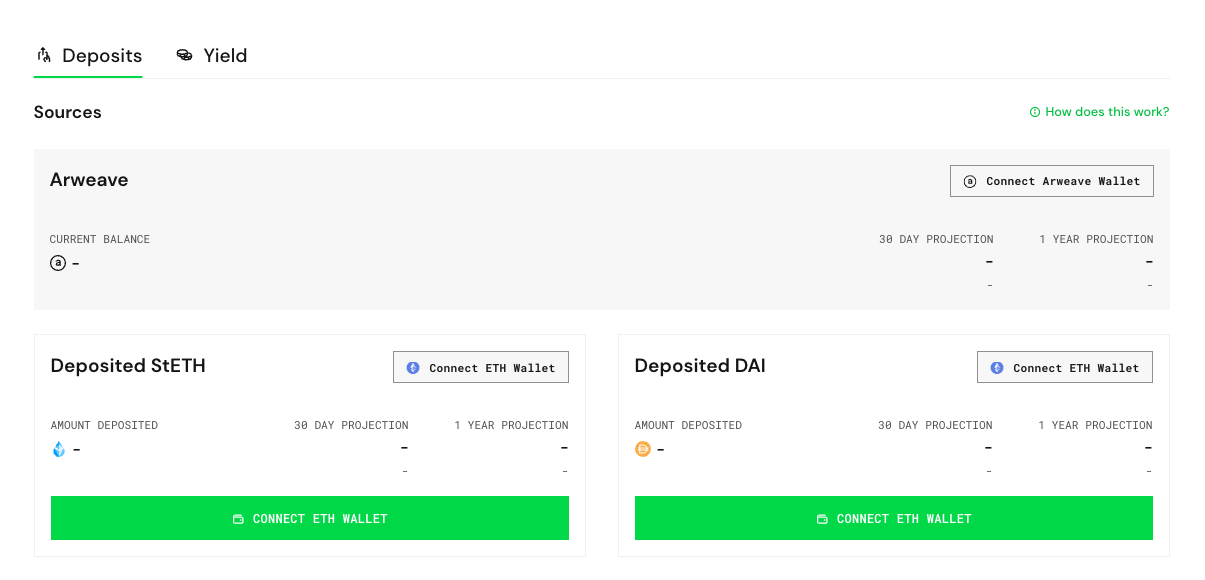 Deposits Yield
Sources How does this work?
Arweave a Connect Arweave Wallet
CURRENT BALANCE 30 DAY PROJECTION 1 YEAR PROJECTION
a - - -
- -
Deposited StETH Connect ETH Wallet
AMOUNT DEPOSITED 30 DAY PROJECTION 1 YEAR PROJECTION
- - -
- -
CONNECT ETH WALLET
Deposited DAI Connect ETH Wallet
AMOUNT DEPOSITED 30 DAY PROJECTION 1 YEAR PROJECTION
- - -
- -
CONNECT ETH WALLET